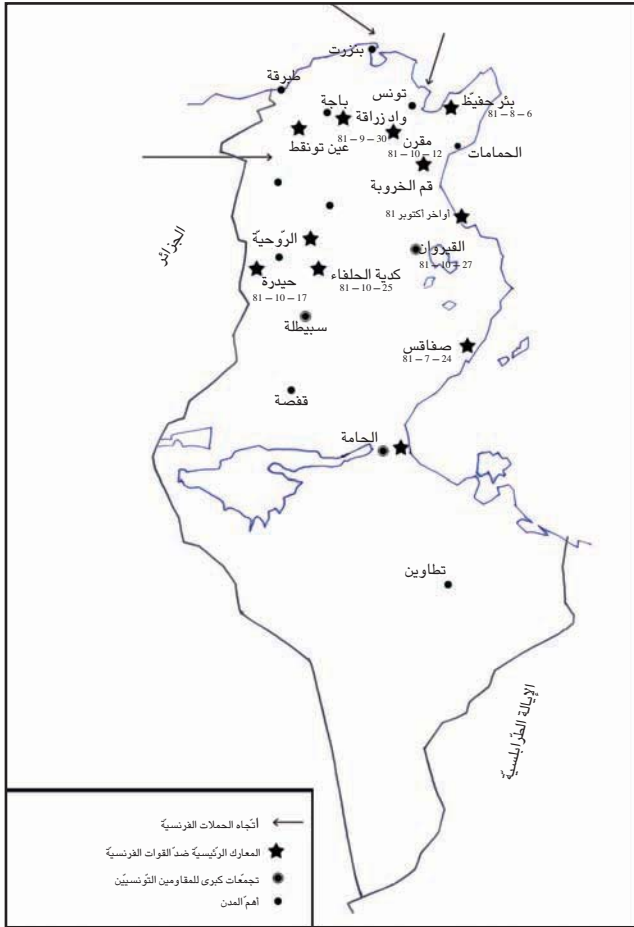 بنزرت
طبرقة
تونس
باجة
بئر حفيّظ
81 – 8 – 6
واد زراقة
81 – 9 – 30
مقرن
81 – 10 – 12
عين تونقط
الحمامات
قم الخروبة
أواخر أكتوبر 81
الجزائر
الرّوحيّة
القيروان
81 – 10 – 27
حيدرة
81 – 10 – 17
كدية الحلفاء
81 – 10 – 25
سبيطلة
صفاقس
81 – 7 – 24
قفصة
الحامة
تطاوين
الإيالة الطّرابلسيّة
أتّجاه الحملات الفرنسيّة
المعارك الرّئيسيّة ضدّ القوات الفرنسيّة
تجمّعات كبرى للمقاومين التّونسيّين
أهمّ المدن